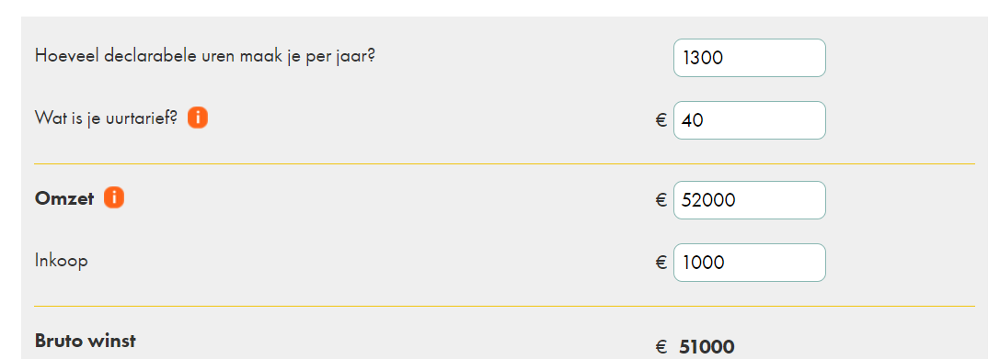 Hoeveel declarabele uren maak je per jaar? 1300
Wat is je uurtarief? i € 40
Omzet i € 52000
Inkoop € 1000
Bruto winst € 51000